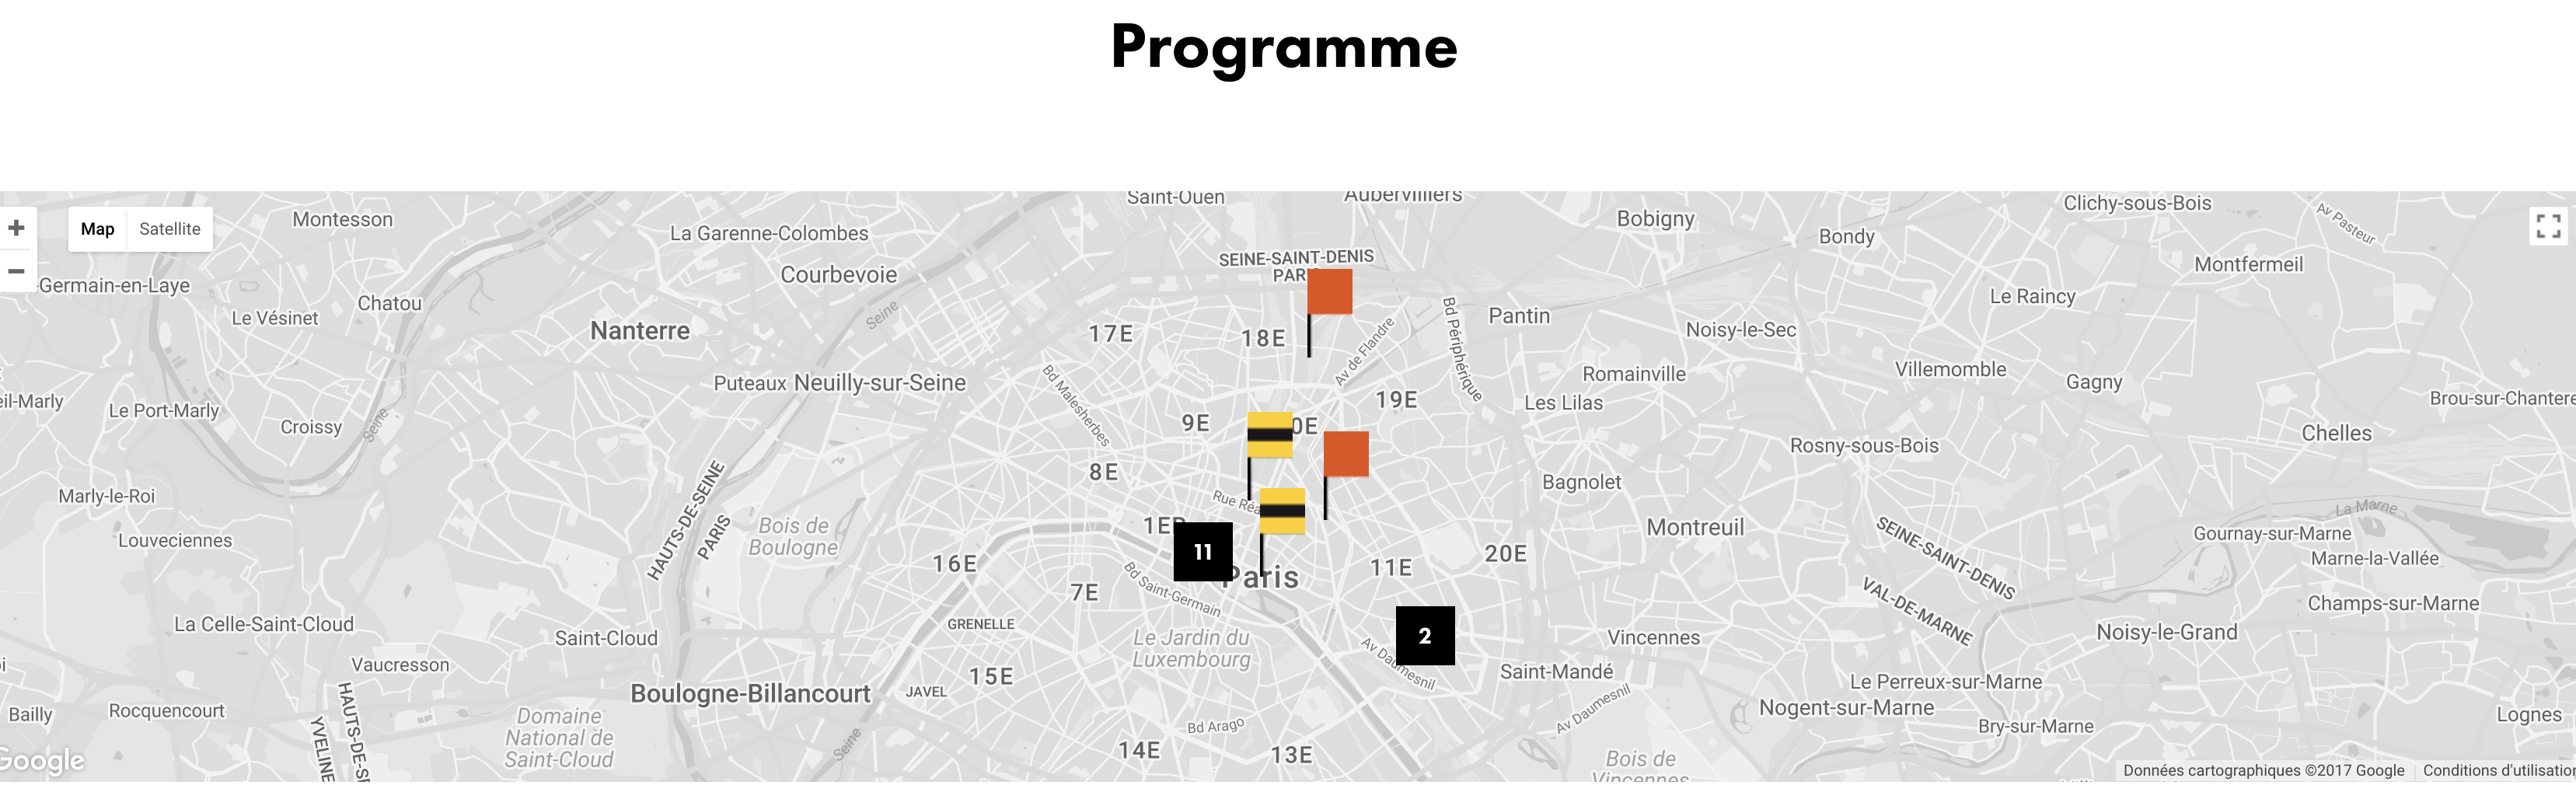 Programme
Saint-Ouen
Aubervilliers
Montesson
Bobigny
Clichy-sous-Bois
Av Pasteur
Map
Satellite
La Garenne-Colombes
Bondy
SEINE-SAINT-DENIS
Courbevoie
Montfermeil
-Germain-en-Laye
Chatou
Le Raincy
Le Vésinet
Seine
Pantin
Nanterre
17E
18E
Bd Périphérique
Noisy-le-Sec
Av de Flandre
Villemomble
Puteaux
Neuilly-sur-Seine
Romainville
Gagny
eil-Marly
Le Port-Marly
Bd Malesherbes
19E
Les Lilas
Brou-sur-Chantere
Croissy
Seine
9E
0E
Chelles
Rosny-sous-Bois
8E
Bagnolet
Marly-le-Roi
HAUTS-DE-SEINE
PARIS
Rue Réa
La Marne
Bois de
Boulogne
1E
Montreuil
SEINE-SAINT-DENIS
Gournay-sur-Marne
Louveciennes
11
20E
Marne-la-Vallée
16E
Paris
11E
7E
Bd Saint-Germain
VAL-DE-MARNE
Champs-sur-Marne
La Celle-Saint-Cloud
GRENELLE
Saint-Cloud
Le Jardin du
Luxembourg
2
Vincennes
Noisy-le-Grand
Vaucresson
Av Daumesnil
Saint-Mandé
15E
Le Perreux-sur-Marne
Boulogne-Billancourt
JAVEL
Av Daumesnil
Nogent-sur-Marne
Bailly
Rocquencourt
HAUTS-DE-SE
YVELINE
Domaine
National de
Saint-Cloud
Bd Arago
Bry-sur-Marne
Lognes
Seine
14E
13E
Bois de
Vincennes
Google
Données cartographiques ©2017 Google
Conditions d'utilisation